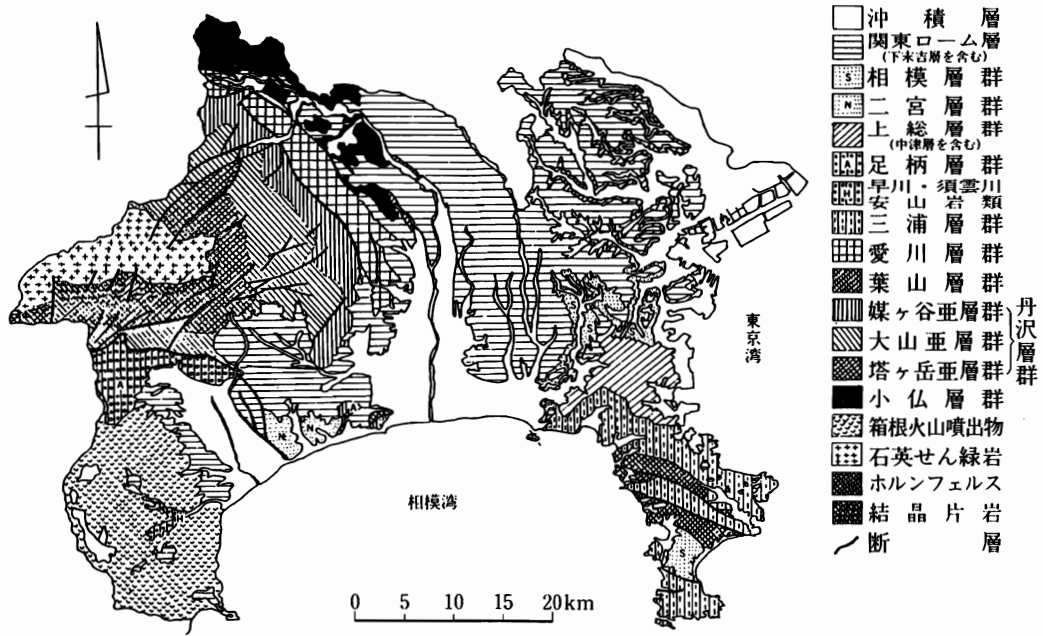 沖積層
関東ローム層
(下末吉層を含む)
S 相模層群
N 二宮層群
上総層群
(中津層を含む)
A 足柄層群
H 早川・須雲川
安山岩類
三浦層群
愛川層群
葉山層群
媒ヶ谷亜層群
大山亜層群
塔ヶ岳亜層群
丹沢層群
小仏層群
箱根火山噴出物
石英せん緑岩
ホルンフェルス
結晶片岩
断層
東京湾
相模湾
A
N
N
S
S
H
0 5 10 15 20km